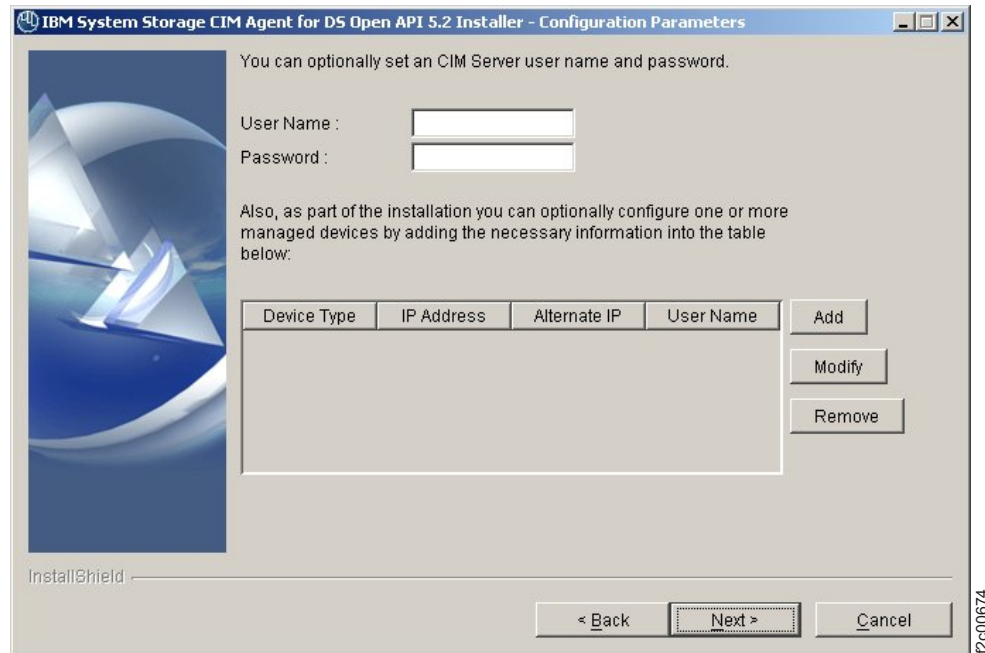 IBM System Storage CIM Agent for DS Open API 5.2 Installer - Configuration Parameters
You can optionally set an CIM Server user name and password.
User Name :
Password :
Also, as part of the installation you can optionally configure one or more
managed devices by adding the necessary information into the table
below:
Device Type IP Address Alternate IP User Name
Add
Modify
Remove
InstallShield
< Back Next > Cancel
f2c00674